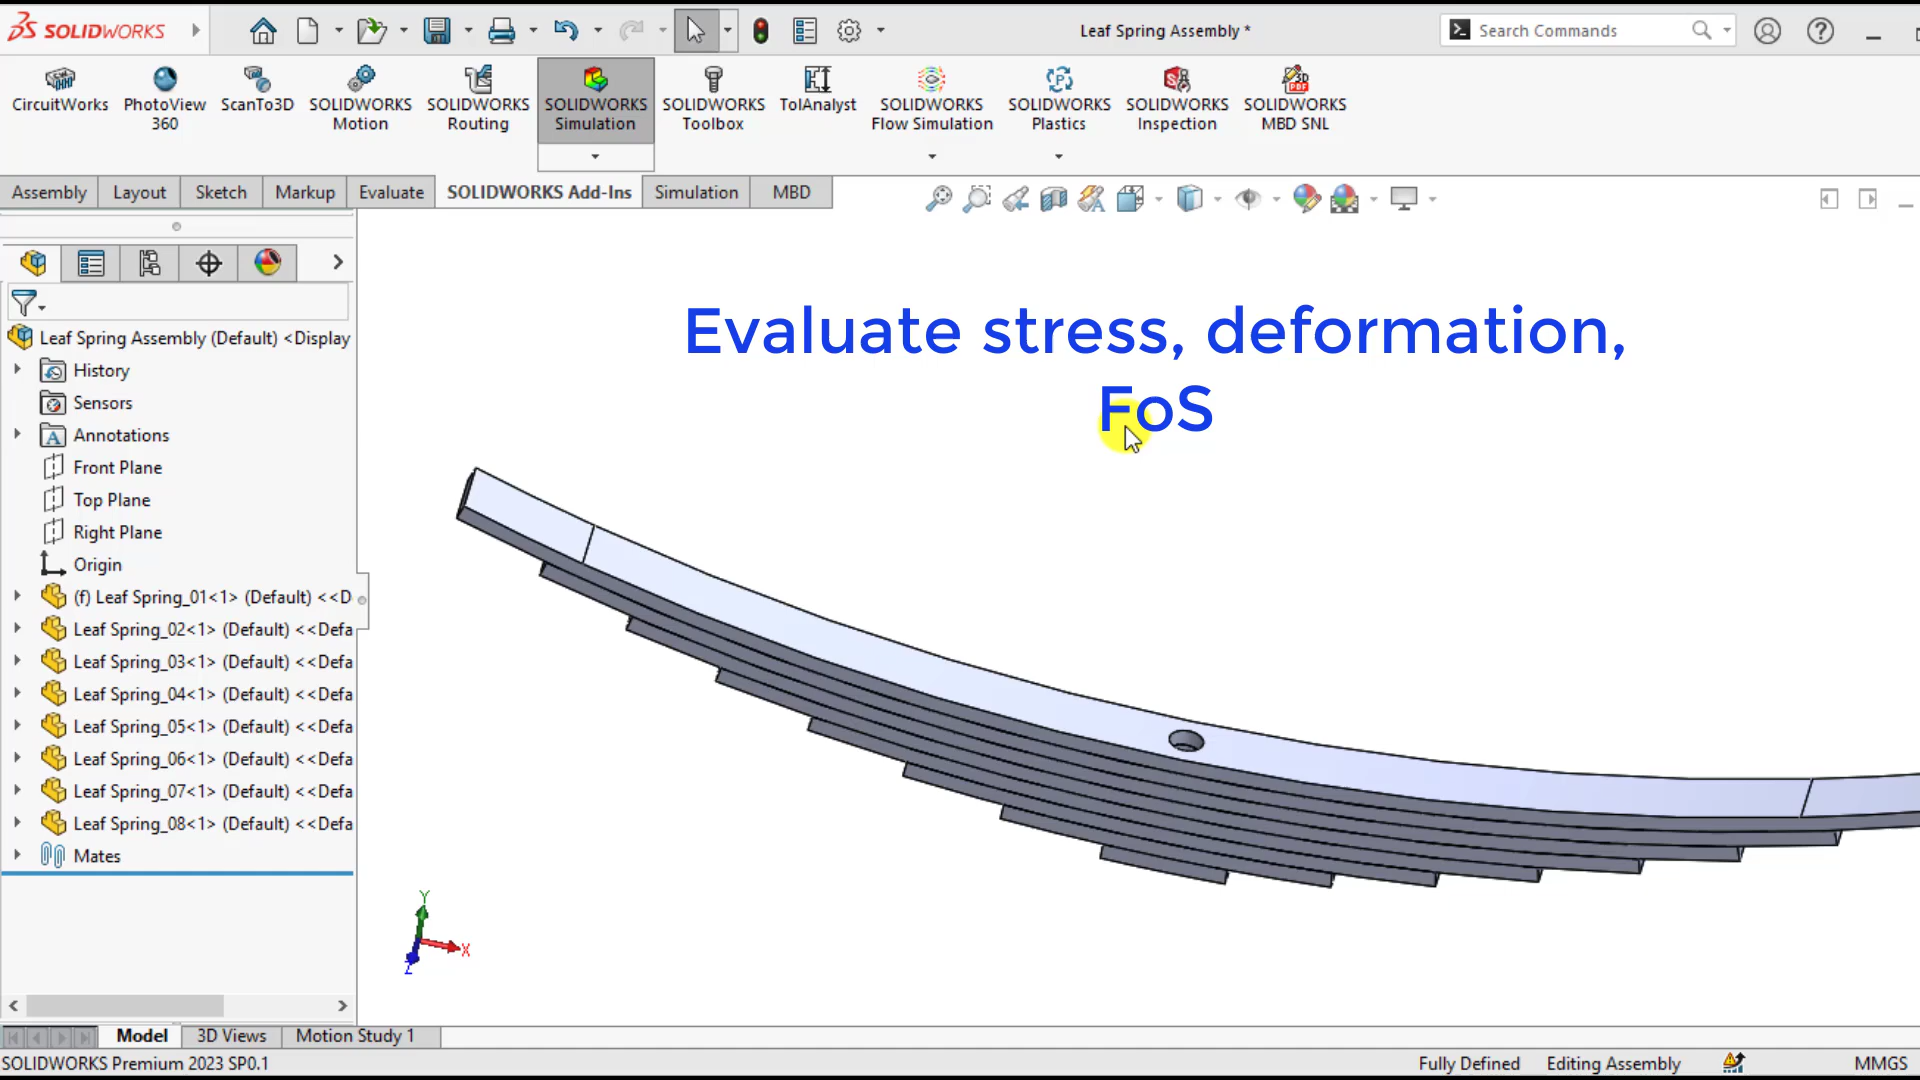 SOLIDWORKS
Leaf Spring Assembly *
Search Commands
CircuitWorks
PhotoView 360
ScanTo3D
SOLIDWORKS Motion
SOLIDWORKS Routing
SOLIDWORKS Simulation
SOLIDWORKS Toolbox
TolAnalyst
SOLIDWORKS Flow Simulation
SOLIDWORKS Plastics
SOLIDWORKS Inspection
SOLIDWORKS MBD SNL
Assembly
Layout
Sketch
Markup
Evaluate
SOLIDWORKS Add-Ins
Simulation
MBD
Evaluate stress, deformation,
FoS
Leaf Spring Assembly (Default) <Display
History
Sensors
Annotations
Front Plane
Top Plane
Right Plane
Origin
(f) Leaf Spring_01<1> (Default) <<D
Leaf Spring_02<1> (Default) <<Defa
Leaf Spring_03<1> (Default) <<Defa
Leaf Spring_04<1> (Default) <<Defa
Leaf Spring_05<1> (Default) <<Defa
Leaf Spring_06<1> (Default) <<Defa
Leaf Spring_07<1> (Default) <<Defa
Leaf Spring_08<1> (Default) <<Defa
Mates
Y
X
Z
Model
3D Views
Motion Study 1
SOLIDWORKS Premium 2023 SP0.1
Fully Defined
Editing Assembly
MMGS